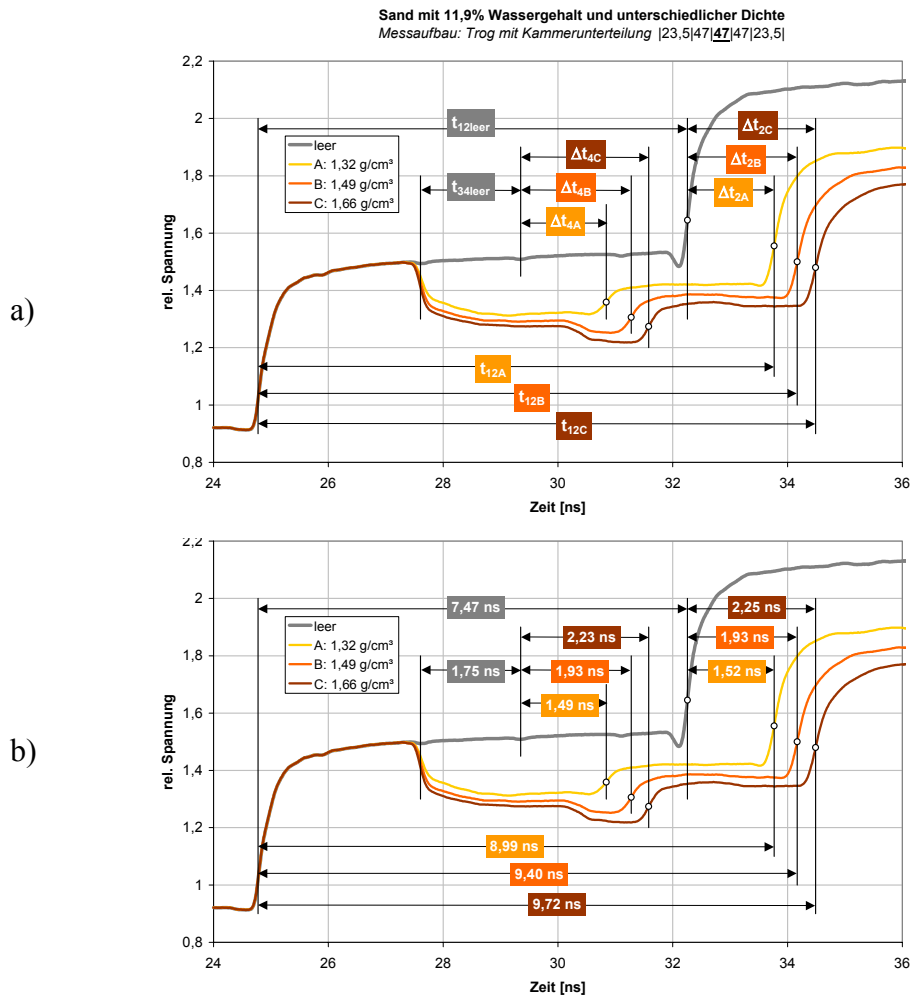 Sand mit 11,9% Wassergehalt und unterschiedlicher Dichte
Messaufbau: Trog mit Kammerunterteilung |23,5|47|47|47|23,5|
a)
rel. Spannung
2,2
2
1,8
1,6
1,4
1,2
1
0,8
t12leer
Δt2C
leer
A: 1,32 g/cm³
B: 1,49 g/cm³
C: 1,66 g/cm³
Δt4C
t34leer
Δt4B
Δt2B
Δt4A
Δt2A
t12A
t12B
t12C
24 26 28 30 32 34 36
Zeit [ns]
b)
rel. Spannung
2,2
2
1,8
1,6
1,4
1,2
1
0,8
7,47 ns
2,25 ns
leer
A: 1,32 g/cm³
B: 1,49 g/cm³
C: 1,66 g/cm³
2,23 ns
1,75 ns
1,93 ns
1,93 ns
1,49 ns
1,52 ns
8,99 ns
9,40 ns
9,72 ns
24 26 28 30 32 34 36
Zeit [ns]